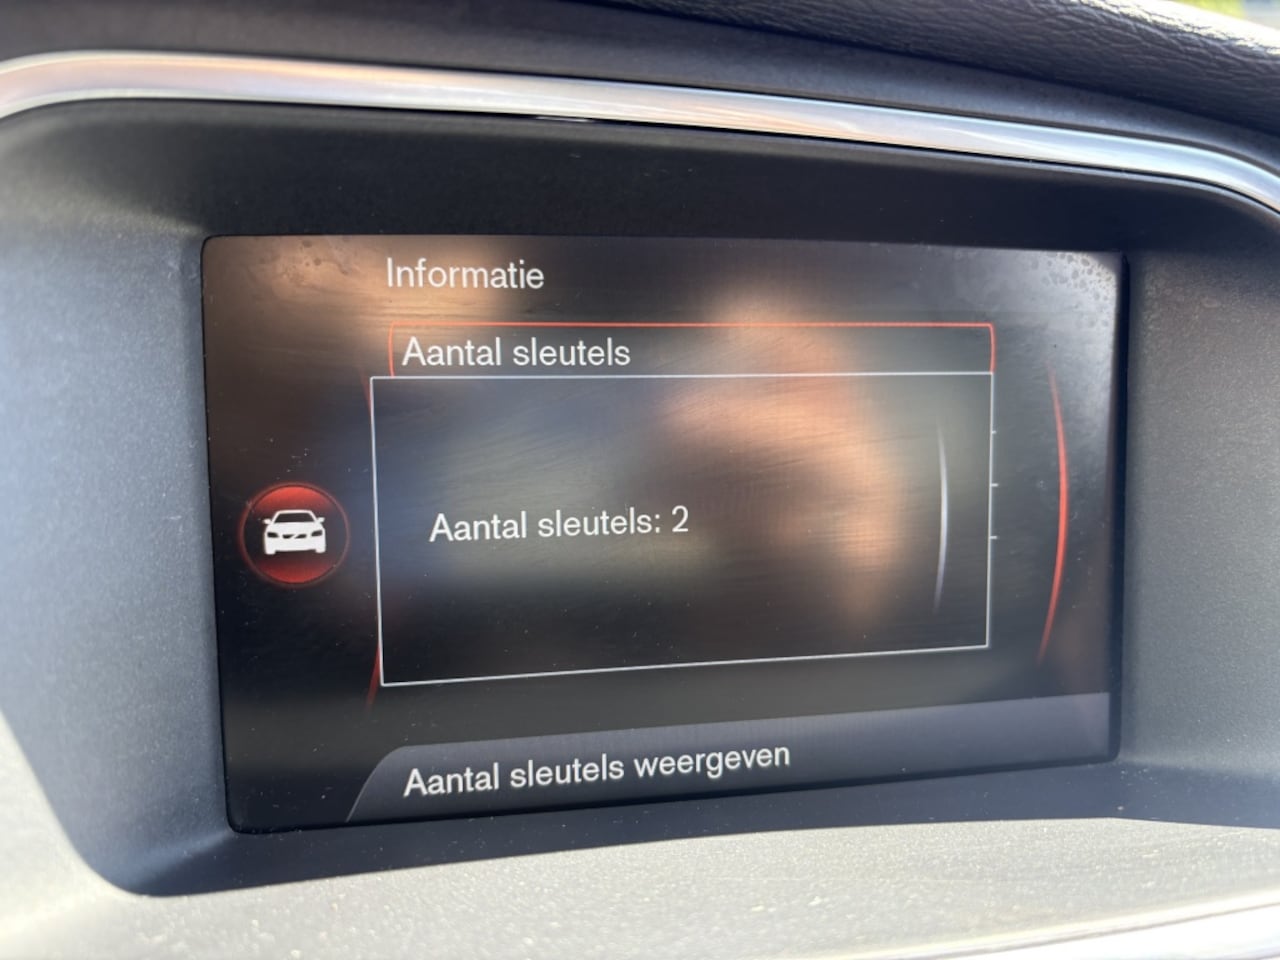 Informatie
Aantal sleutels
Aantal sleutels: 2
Aantal sleutels weergeven